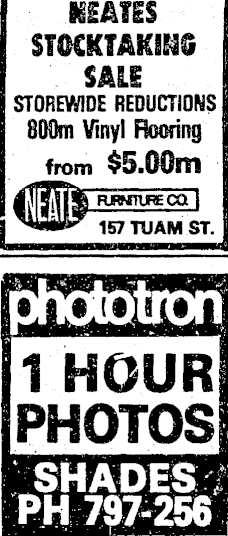 NEATES
STOCKTAKING
SALE
STOREWIDE REDUCTIONS
800m Vinyl Flooring
from $5.00m
NEATE FURNITURE CO.
157 TUAM ST.
phototron
1 HOUR
PHOTOS
SHADES
PH 797-256